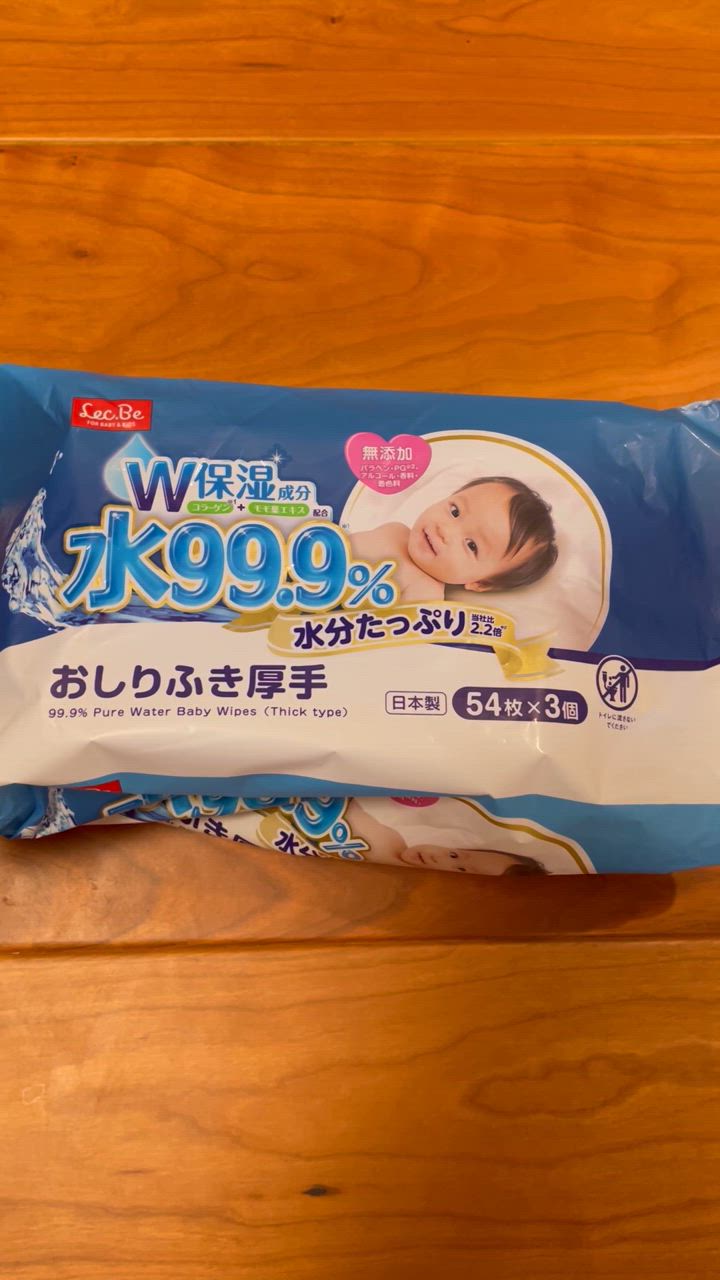 Lec.Be
FOR BABY & KIDS
W保湿成分
コラーゲン※1+モモ葉エキス配合
無添加
パラベン・PG※2・
アルコール・香料・
着色料
水99.9%
水分たっぷり当社比2.2倍
おしりふき厚手
99.9% Pure Water Baby Wipes (Thick type)
日本製
54枚×3個
トイレに流さない
でください
水